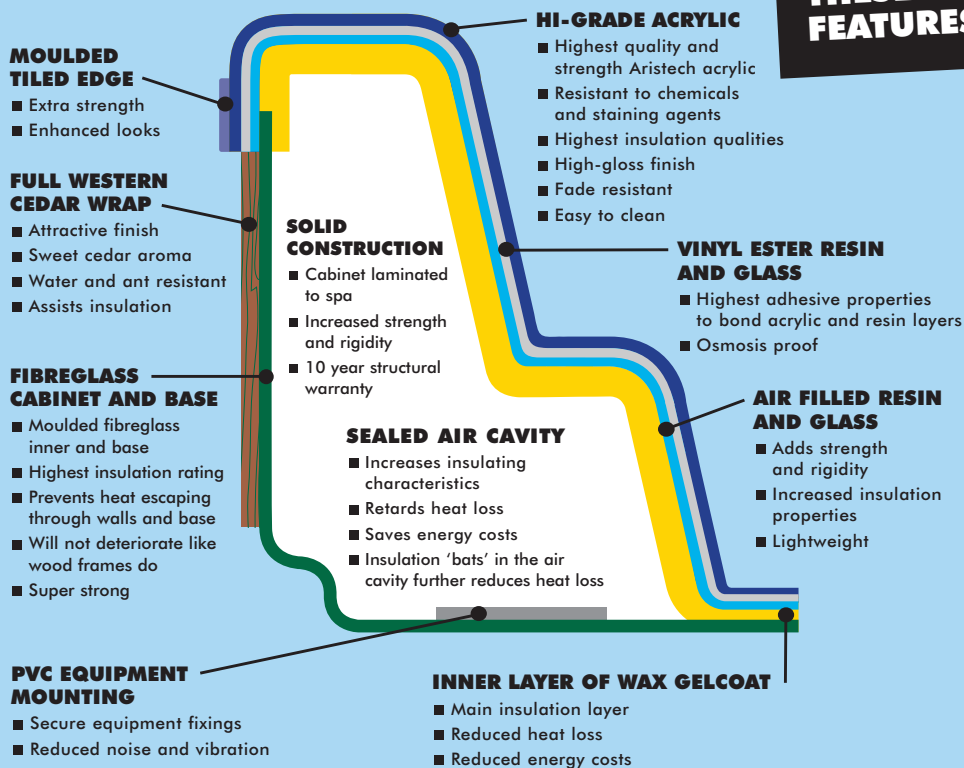 FEATURES
MOULDED
TILED EDGE
■ Extra strength
■ Enhanced looks
FULL WESTERN
CEDAR WRAP
■ Attractive finish
■ Sweet cedar aroma
■ Water and ant resistant
■ Assists insulation
FIBREGLASS
CABINET AND BASE
■ Moulded fibreglass
inner and base
■ Highest insulation rating
■ Prevents heat escaping
through walls and base
■ Will not deteriorate like
wood frames do
■ Super strong
PVC EQUIPMENT
MOUNTING
■ Secure equipment fixings
■ Reduced noise and vibration
SOLID
CONSTRUCTION
■ Cabinet laminated
to spa
■ Increased strength
and rigidity
■ 10 year structural
warranty
SEALED AIR CAVITY
■ Increases insulating
characteristics
■ Retards heat loss
■ Saves energy costs
■ Insulation ‘bats’ in the air
cavity further reduces heat loss
HI-GRADE ACRYLIC
■ Highest quality and
strength Aristech acrylic
■ Resistant to chemicals
and staining agents
■ Highest insulation qualities
■ High-gloss finish
■ Fade resistant
■ Easy to clean
VINYL ESTER RESIN
AND GLASS
■ Highest adhesive properties
to bond acrylic and resin layers
■ Osmosis proof
AIR FILLED RESIN
AND GLASS
■ Adds strength
and rigidity
■ Increased insulation
properties
■ Lightweight
INNER LAYER OF WAX GELCOAT
■ Main insulation layer
■ Reduced heat loss
■ Reduced energy costs